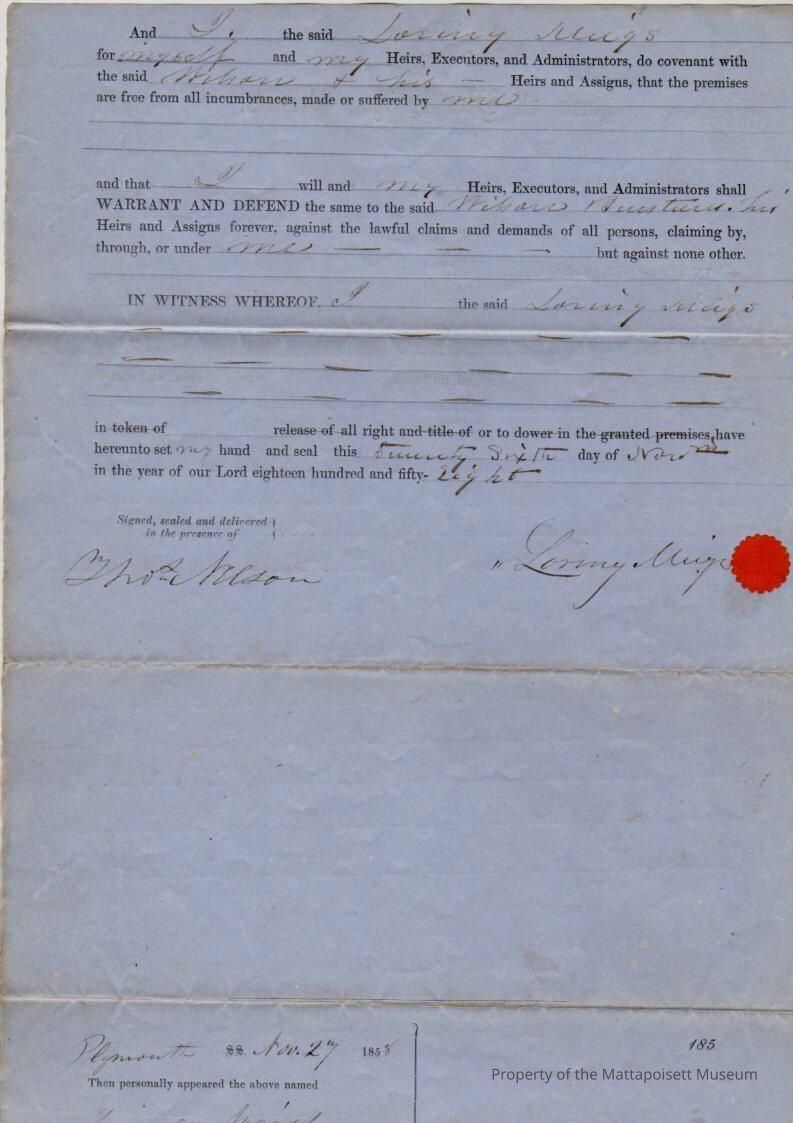 And I. the said Loring Meigs
for myself and my Heirs, Executors, and Administrators, do covenant with
the said Wilson & his — Heirs and Assigns, that the premises
are free from all incumbrances, made or suffered by me
and that I will and my Heirs, Executors, and Administrators shall
WARRANT AND DEFEND the same to the said Wilson his
Heirs and Assigns forever, against the lawful claims and demands of all persons, claiming by,
through, or under me — — — but against none other.
IN WITNESS WHEREOF, I the said Loring Meigs
in token of release of all right and title of or to dower in the granted premises, have
hereunto set my hand and seal this Twenty Sixth day of Novm
in the year of our Lord eighteen hundred and fifty- Eight
Signed, sealed and delivered }
in the presence of
Thos. Nelson
Loring Meigs
Plymouth SS. Nov. 27 1858
185
Property of the Mattapoisett Museum
Then personally appeared the above named